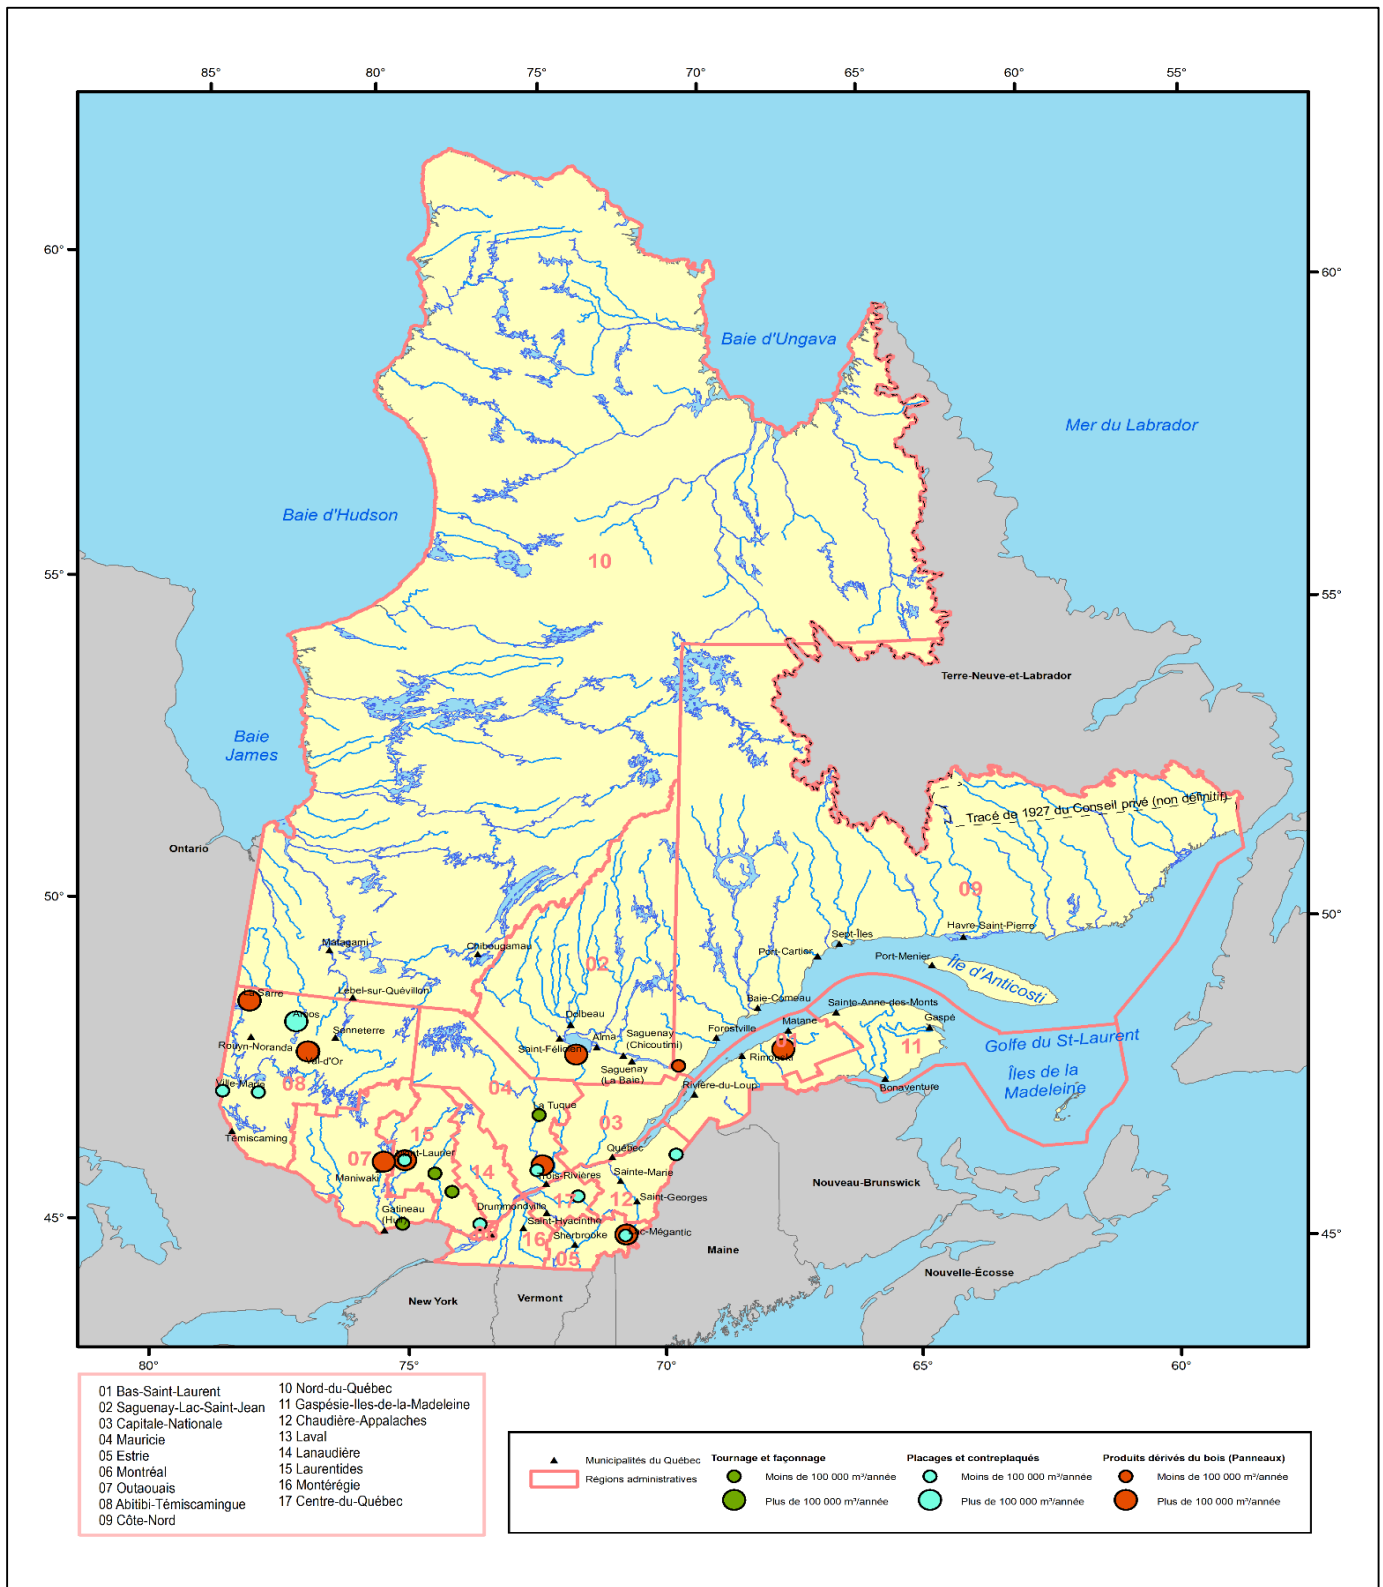 85° 80° 75° 70° 65° 60° 55°
60°
60°
Baie d'Ungava
Mer du Labrador
Baie d'Hudson
10
55°
55°
Terre-Neuve-et-Labrador
Baie
James
Tracé de 1927 du Conseil privé (non définitif)
Ontario
50°
09
50°
Havre-Saint-Pierre
Sept-Îles
Matagami
Chibougamau
Port-Cartier
Port-Menier
02
Île d'Anticosti
La Sarre
Lebel-sur-Quévillon
Baie-Comeau
Sainte-Anne-des-Monts
Amos
Dolbeau
Gaspé
Senneterre
Forestville
Matane
Rouyn-Noranda
Saint-Félicien
Alma
Saguenay
(Chicoutimi)
01
11
Golfe du St-Laurent
Val-d'Or
Rimouski
Saguenay
(La Baie)
Îles de la
Madeleine
Ville-Marie
08
04
Rivière-du-Loup
Bonaventure
La Tuque
03
Témiscaming
15
Québec
07
Mont-Laurier
14
Maniwaki
Trois-Rivières
Sainte-Marie
Nouveau-Brunswick
17
12
Saint-Georges
Gatineau
(Hull)
Drummondville
45°
Saint-Hyacinthe
45°
16
Sherbrooke
Lac-Mégantic
05
Maine
Nouvelle-Écosse
New York
Vermont
80° 75° 70° 65° 60°
01 Bas-Saint-Laurent
02 Saguenay-Lac-Saint-Jean
03 Capitale-Nationale
04 Mauricie
05 Estrie
06 Montréal
07 Outaouais
08 Abitibi-Témiscamingue
09 Côte-Nord
10 Nord-du-Québec
11 Gaspésie-Iles-de-la-Madeleine
12 Chaudière-Appalaches
13 Laval
14 Lanaudière
15 Laurentides
16 Montérégie
17 Centre-du-Québec
Municipalités du Québec
Régions administratives
Tournage et façonnage
Moins de 100 000 m³/année
Plus de 100 000 m³/année
Placages et contreplaqués
Moins de 100 000 m³/année
Plus de 100 000 m³/année
Produits dérivés du bois (Panneaux)
Moins de 100 000 m³/année
Plus de 100 000 m³/année